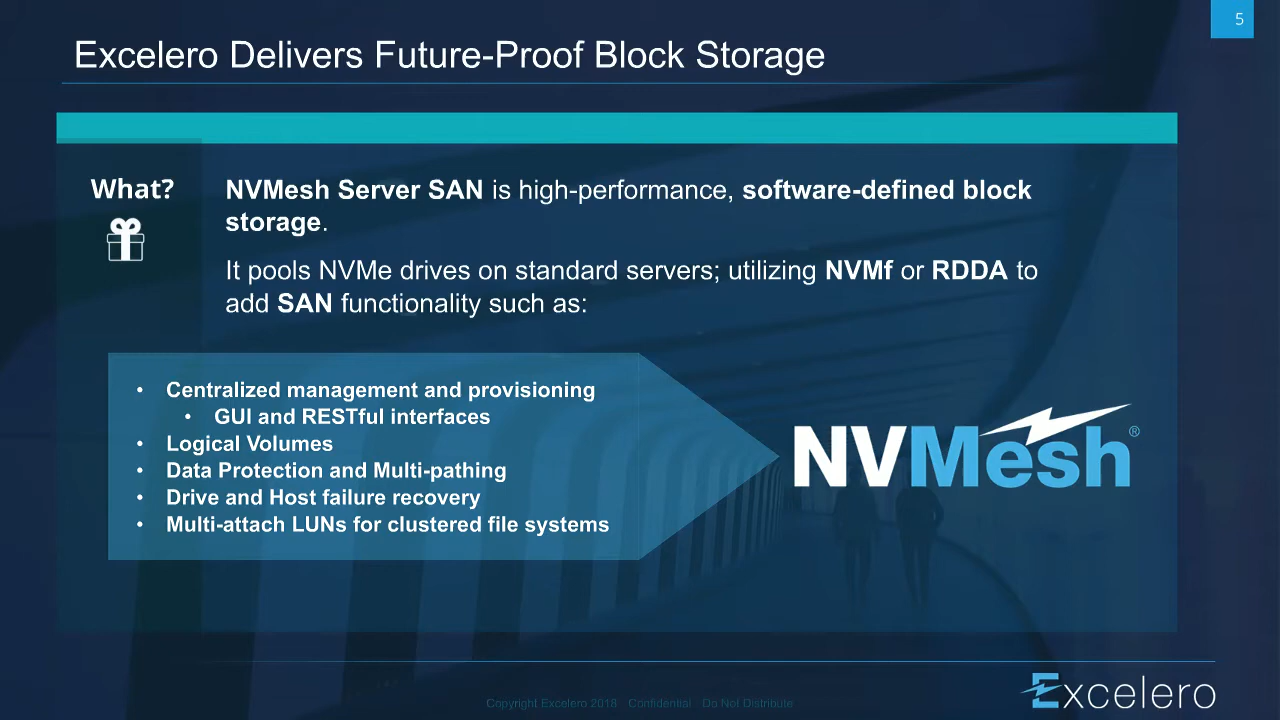 5
Excelero Delivers Future-Proof Block Storage
What?
NVMesh Server SAN is high-performance, software-defined block
storage.
It pools NVMe drives on standard servers; utilizing NVMf or RDDA to
add SAN functionality such as:
• Centralized management and provisioning
• GUI and RESTful interfaces
• Logical Volumes
• Data Protection and Multi-pathing
• Drive and Host failure recovery
• Multi-attach LUNs for clustered file systems
NVMesh®
Copyright Excelero 2018 Confidential Do Not Distribute
Excelero